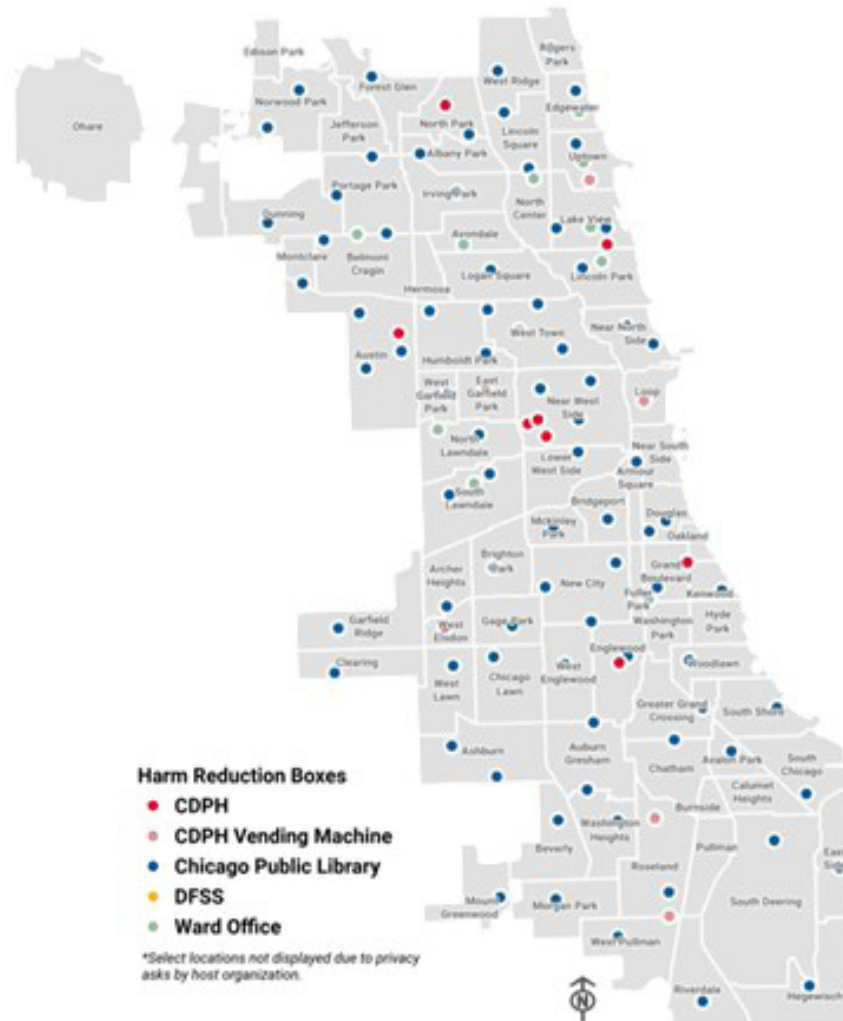 Rogers
Park
Edison Park
West Ridge
Forest Glen
Norwood Park
Edgewater
Ohare
North Park
Jefferson
Park
Lincoln
Square
Albany Park
Uptown
Portage Park
Irving Park
North
Center
Dunning
Lake View
Avondale
Montclare
Belmont
Cragin
Logan Square
Lincoln Park
Hermosa
West Town
Near North
Side
Austin
Humboldt Park
West
Garfield
Park
East
Garfield
Park
Near West
Side
Loop
North
Lawndale
Near South
Side
Lower
West Side
Armour
Square
South
Lawndale
Bridgeport
Douglas
Mckinley
Park
Oakland
Brighton
Park
Archer
Heights
New City
Grand
Boulevard
Fuller
Park
Kenwood
Garfield
Ridge
West
Elsdon
Gage Park
Washington
Park
Hyde
Park
Englewood
Clearing
West
Lawn
Chicago
Lawn
West
Englewood
Woodlawn
Greater Grand
Crossing
South Shore
Ashburn
Auburn
Gresham
Chatham
Avalon Park
South
Chicago
Calumet
Heights
Burnside
Washington
Heights
Beverly
Pullman
East
Side
Roseland
Mount
Greenwood
Morgan Park
South Deering
West Pullman
Riverdale
Hegewisch
Harm Reduction Boxes
CDPH
CDPH Vending Machine
Chicago Public Library
DFSS
Ward Office
*Select locations not displayed due to privacy
asks by host organization.
N